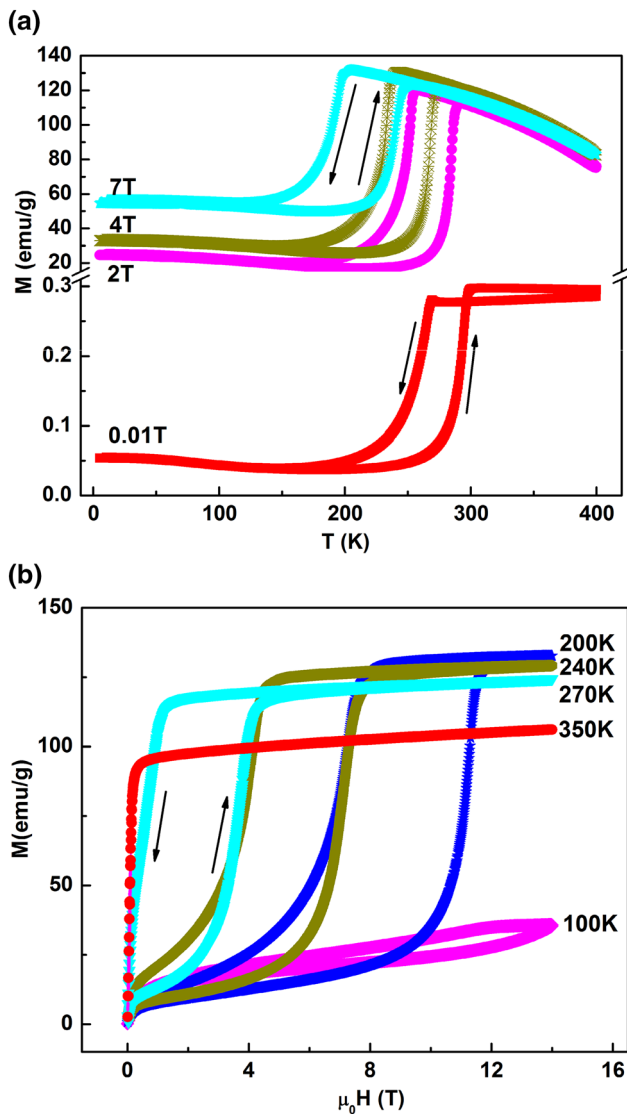 (a)
140
120
100
80
60
40
20
0.3
0.2
0.1
0.0
M (emu/g)
7T
4T
2T
0.01T
0 100 200 300 400
T (K)
(b)
150
100
50
0
M(emu/g)
200K
240K
270K
350K
100K
0 4 8 12 16
μ₀H (T)